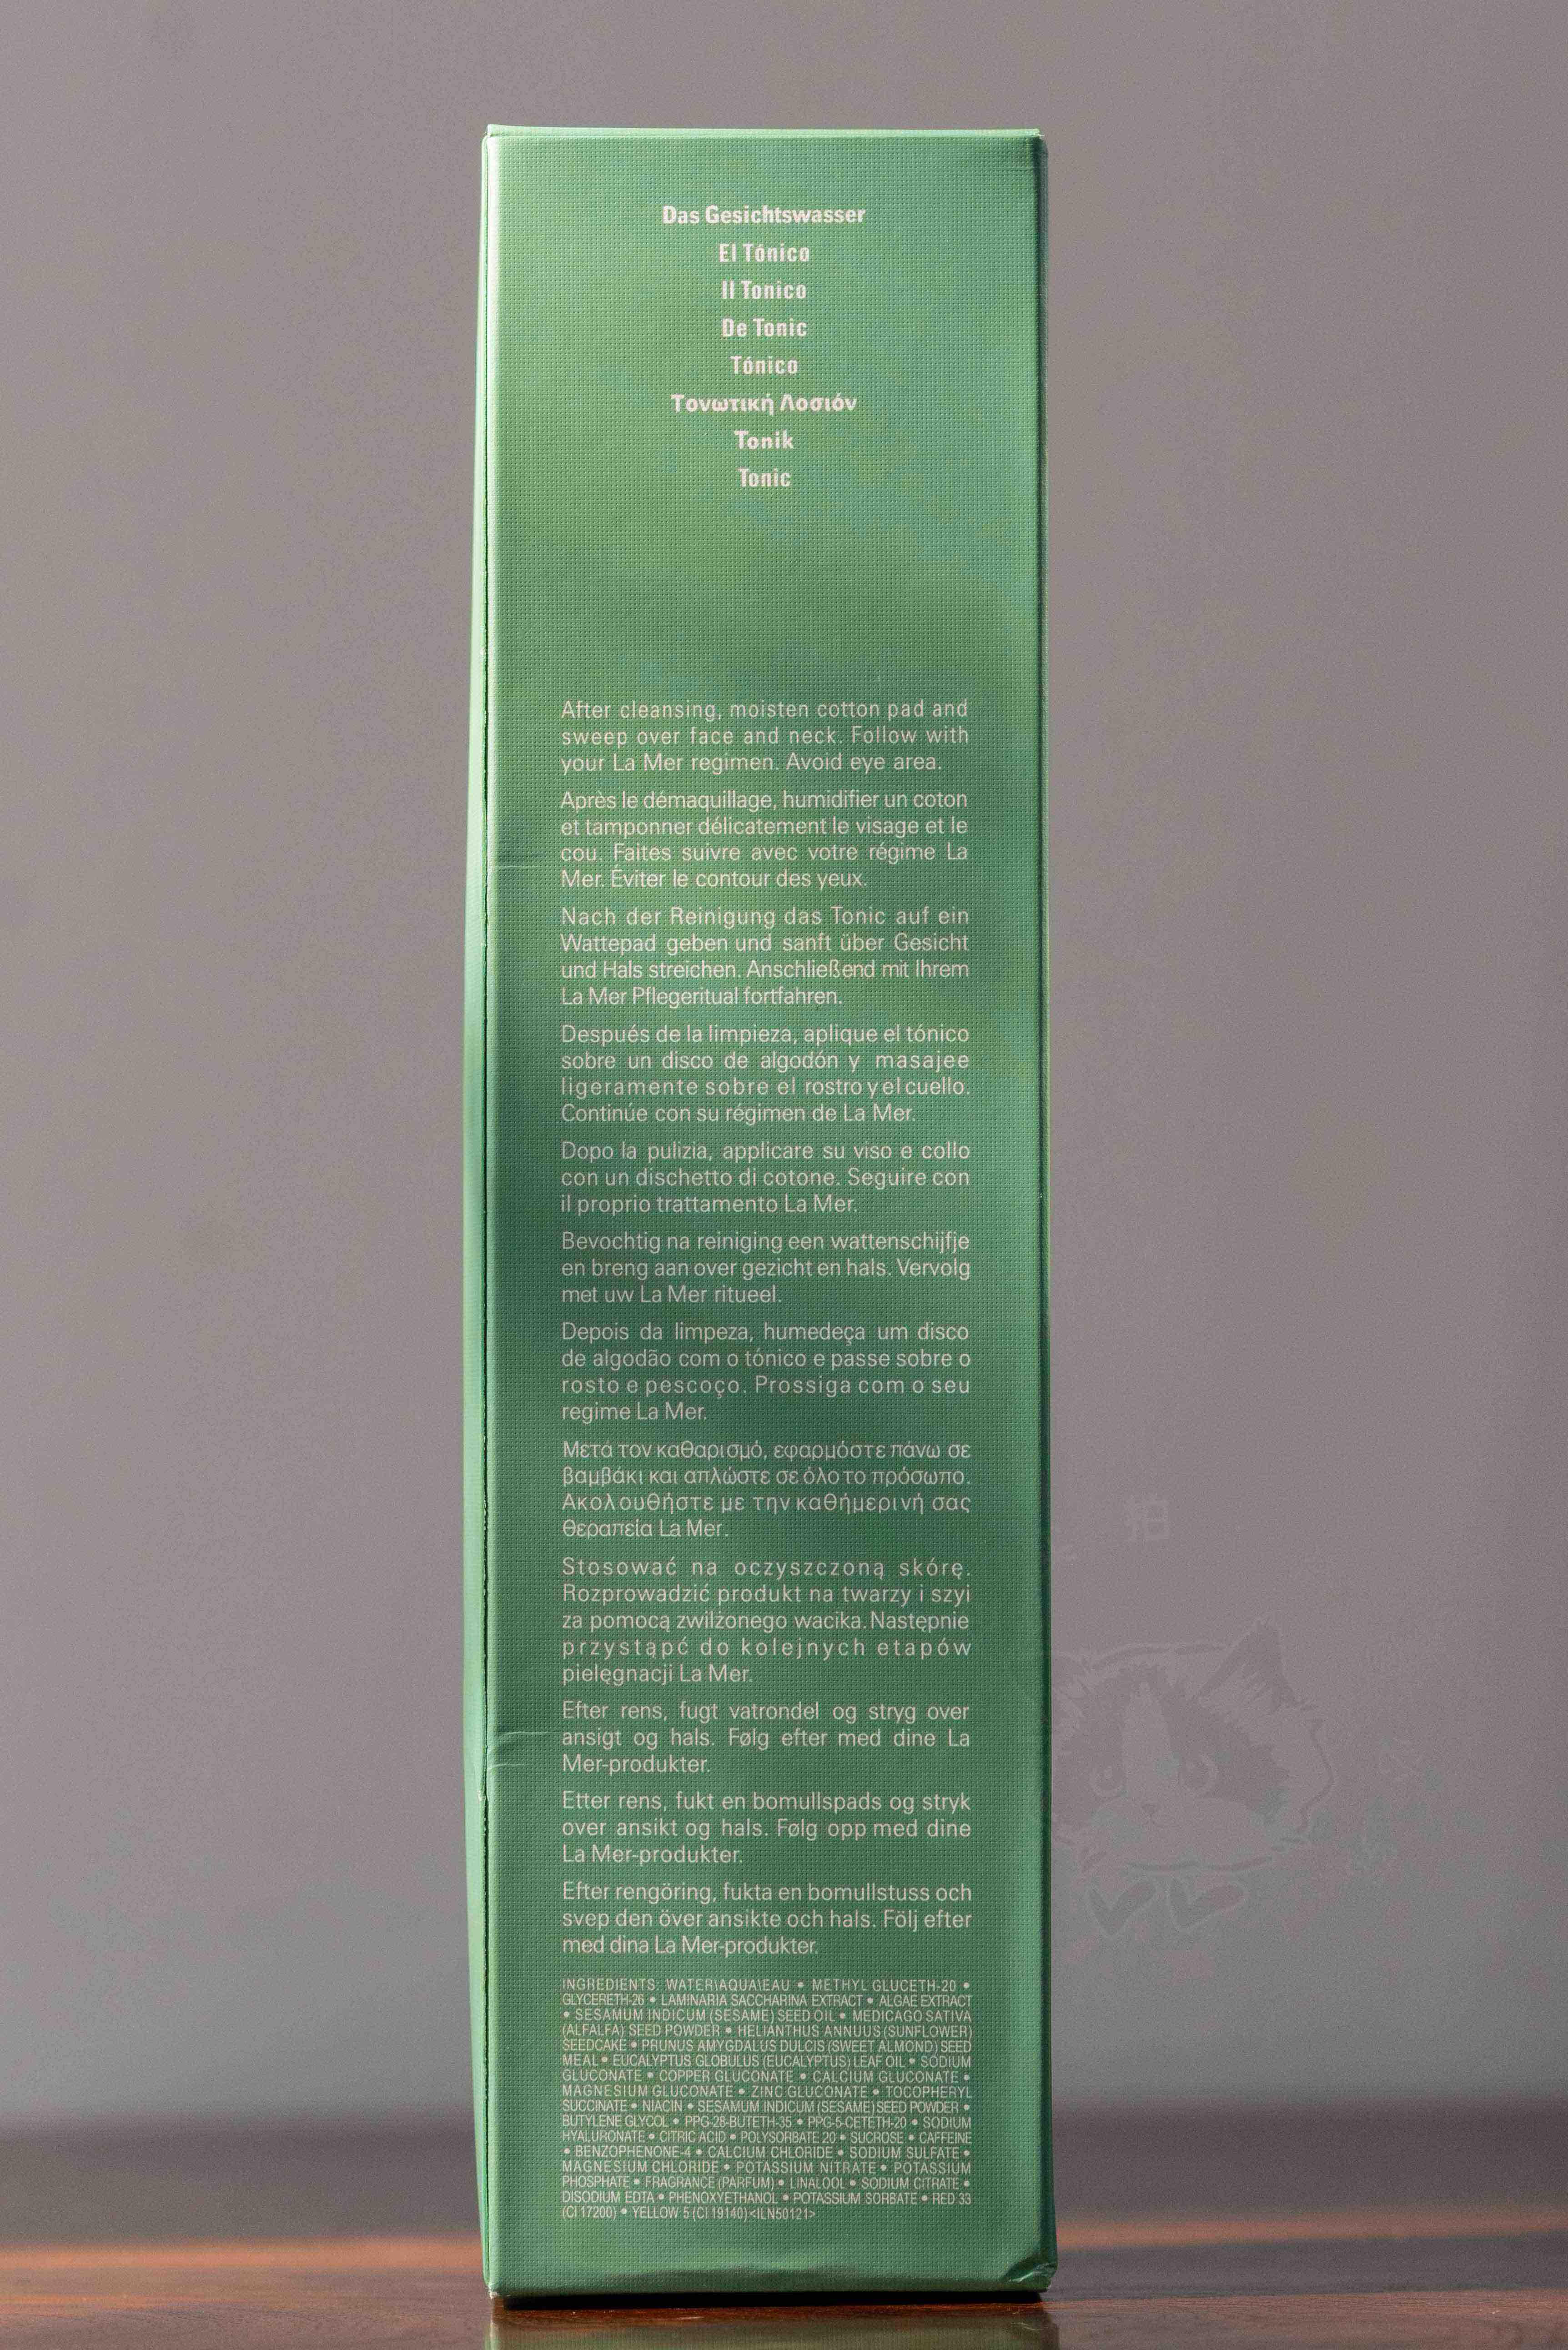 Das Gesichtswasser
El Tónico
Il Tonico
De Tonic
Tónico
Τονωτική Λοσιόν
Tonik
Tonic
After cleansing, moisten cotton pad and
sweep over face and neck. Follow with
your La Mer regimen. Avoid eye area.
Après le démaquillage, humidifier un coton
et tamponner délicatement le visage et le
cou. Faites suivre avec votre régime La
Mer. Éviter le contour des yeux.
Nach der Reinigung das Tonic auf ein
Wattepad geben und sanft über Gesicht
und Hals streichen. Anschließend mit Ihrem
La Mer Pflegeritual fortfahren.
Después de la limpieza, aplique el tónico
sobre un disco de algodón y masajee
ligeramente sobre el rostro y el cuello.
Continúe con su régimen de La Mer.
Dopo la pulizia, applicare su viso e collo
con un dischetto di cotone. Seguire con
il proprio trattamento La Mer.
Bevochtig na reiniging een wattenschijfje
en breng aan over gezicht en hals. Vervolg
met uw La Mer ritueel.
Depois da limpeza, humedeça um disco
de algodão com o tónico e passe sobre o
rosto e pescoço. Prossiga com o seu
regime La Mer.
Μετά τον καθαρισμό, εφαρμόστε πάνω σε
βαμβάκι και απλώστε σε όλο το πρόσωπο.
Ακολουθήστε με την καθήμερινή σας
θεραπεία La Mer.
Stosować na oczyszczoną skórę.
Rozprowadzić produkt na twarzy i szyi
za pomocą zwilżonego wacika. Następnie
przystąpć do kolejnych etapów
pielęgnacji La Mer.
Efter rens, fugt vatrondel og stryg over
ansigt og hals. Følg efter med dine La
Mer-produkter.
Etter rens, fukt en bomullspads og stryk
over ansikt og hals. Følg opp med dine
La Mer-produkter.
Efter rengöring, fukta en bomullstuss och
svep den över ansikte och hals. Följ efter
med dina La Mer-produkter.
INGREDIENTS: WATER\AQUA\EAU • METHYL GLUCETH-20 •
GLYCERETH-26 • LAMINARIA SACCHARINA EXTRACT • ALGAE EXTRACT
• SESAMUM INDICUM (SESAME) SEED OIL • MEDICAGO SATIVA
(ALFALFA) SEED POWDER • HELIANTHUS ANNUUS (SUNFLOWER)
SEEDCAKE • PRUNUS AMYGDALUS DULCIS (SWEET ALMOND) SEED
MEAL • EUCALYPTUS GLOBULUS (EUCALYPTUS) LEAF OIL • SODIUM
GLUCONATE • COPPER GLUCONATE • CALCIUM GLUCONATE •
MAGNESIUM GLUCONATE • ZINC GLUCONATE • TOCOPHERYL
SUCCINATE • NIACIN • SESAMUM INDICUM (SESAME) SEED POWDER •
BUTYLENE GLYCOL • PPG-28-BUTETH-35 • PPG-5-CETETH-20 • SODIUM
HYALURONATE • CITRIC ACID • POLYSORBATE 20 • SUCROSE • CAFFEINE
• BENZOPHENONE-4 • CALCIUM CHLORIDE • SODIUM SULFATE •
MAGNESIUM CHLORIDE • POTASSIUM NITRATE • POTASSIUM
PHOSPHATE • FRAGRANCE (PARFUM) • LINALOOL • SODIUM CITRATE •
DISODIUM EDTA • PHENOXYETHANOL • POTASSIUM SORBATE • RED 33
(CI 17200) • YELLOW 5 (CI 19140) <ILN50121>
拍